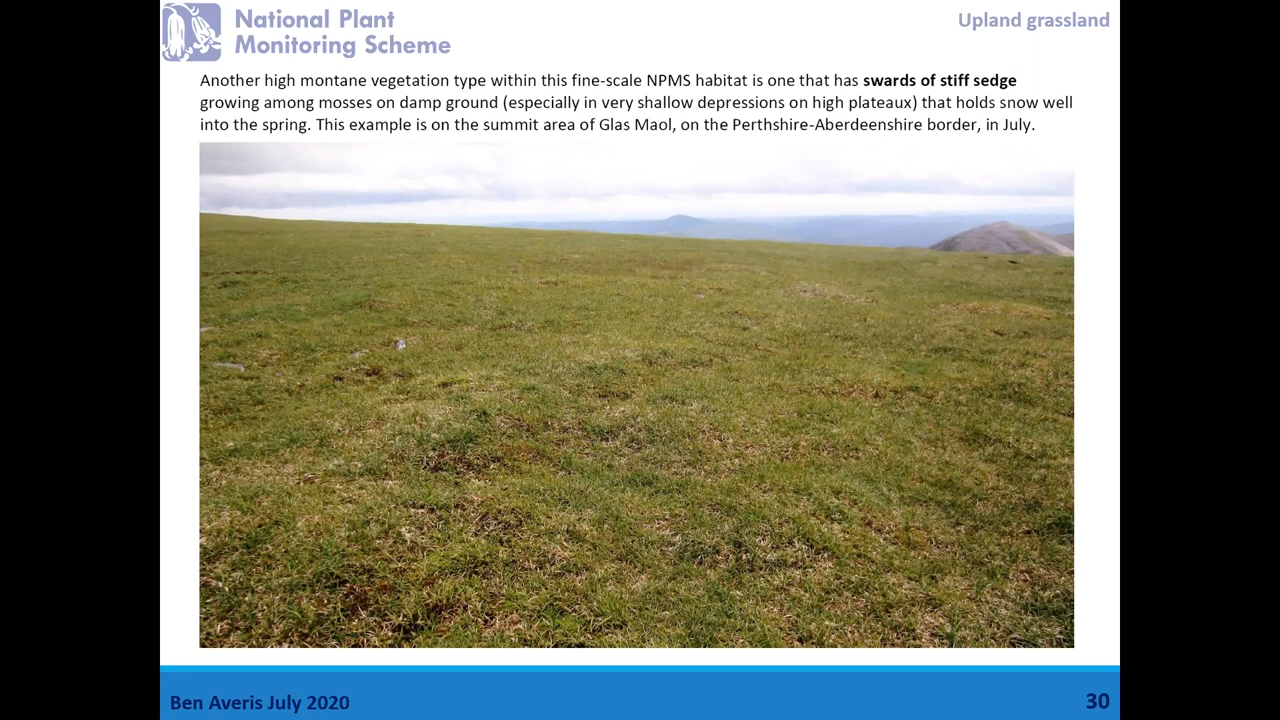 National Plant
Monitoring Scheme
Upland grassland
Another high montane vegetation type within this fine-scale NPMS habitat is one that has swards of stiff sedge
growing among mosses on damp ground (especially in very shallow depressions on high plateaux) that holds snow well
into the spring. This example is on the summit area of Glas Maol, on the Perthshire-Aberdeenshire border, in July.
Ben Averis July 2020
30